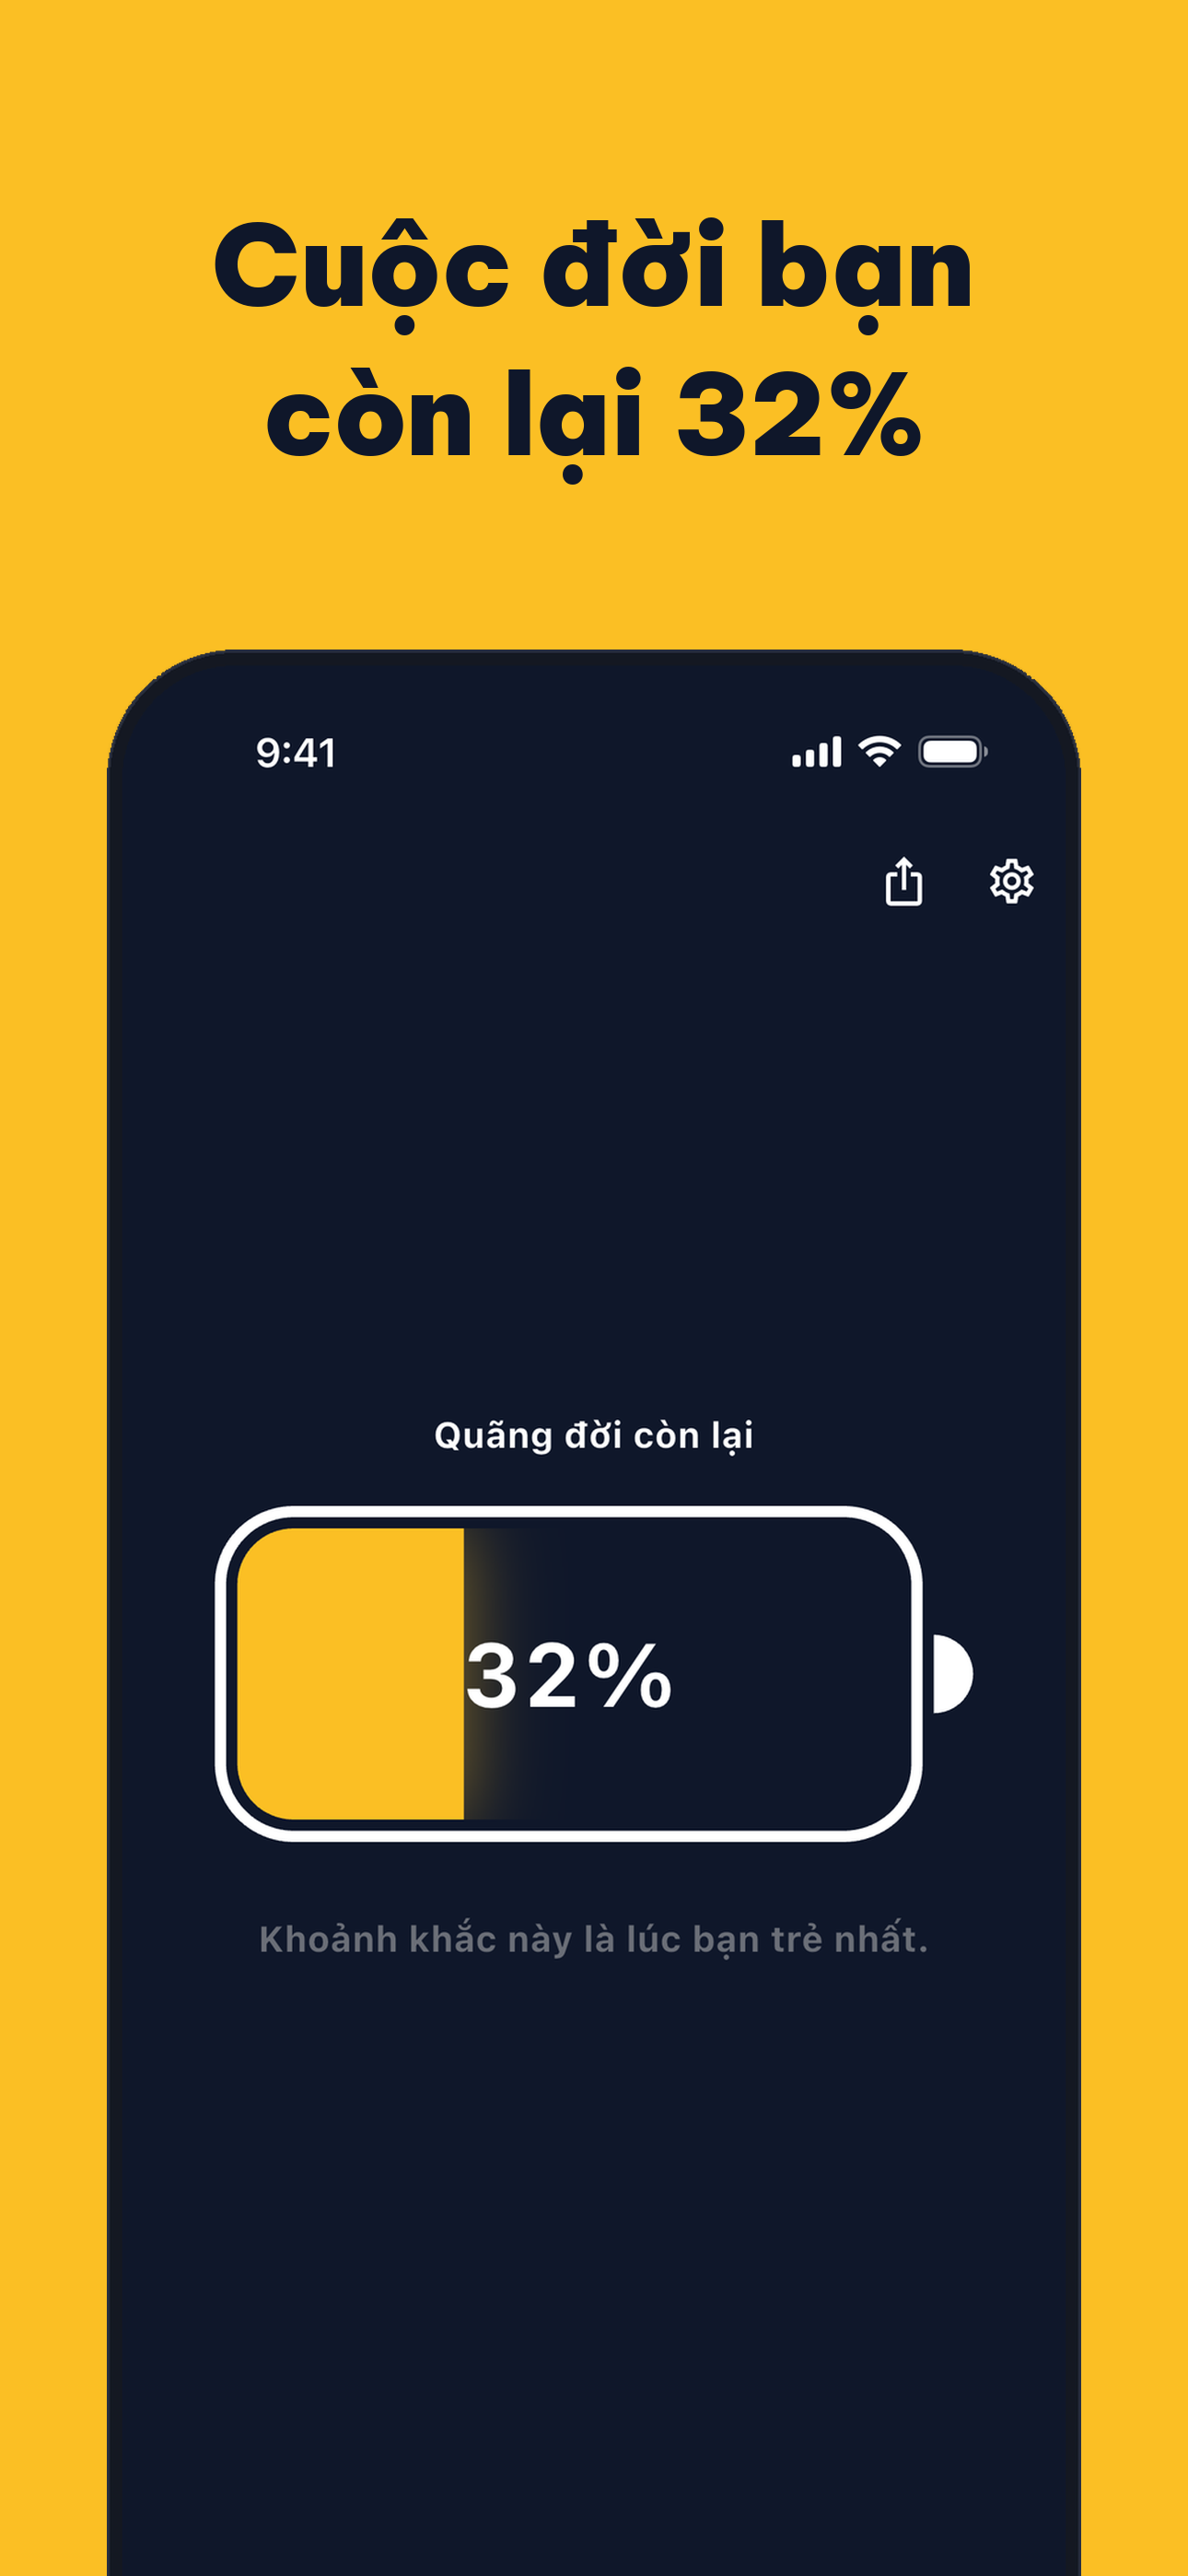 Cuộc đời bạn
còn lại 32%
9:41
Quãng đời còn lại
32%
Khoảnh khắc này là lúc bạn trẻ nhất.